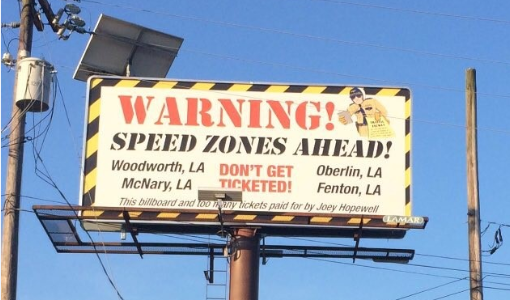 WARNING!
SPEED ZONES AHEAD!
Woodworth, LA DON'T GET Oberlin, LA
McNary, LA TICKETED! Fenton, LA
This billboard and too many tickets paid for by Joey Hopewell
LAMAR